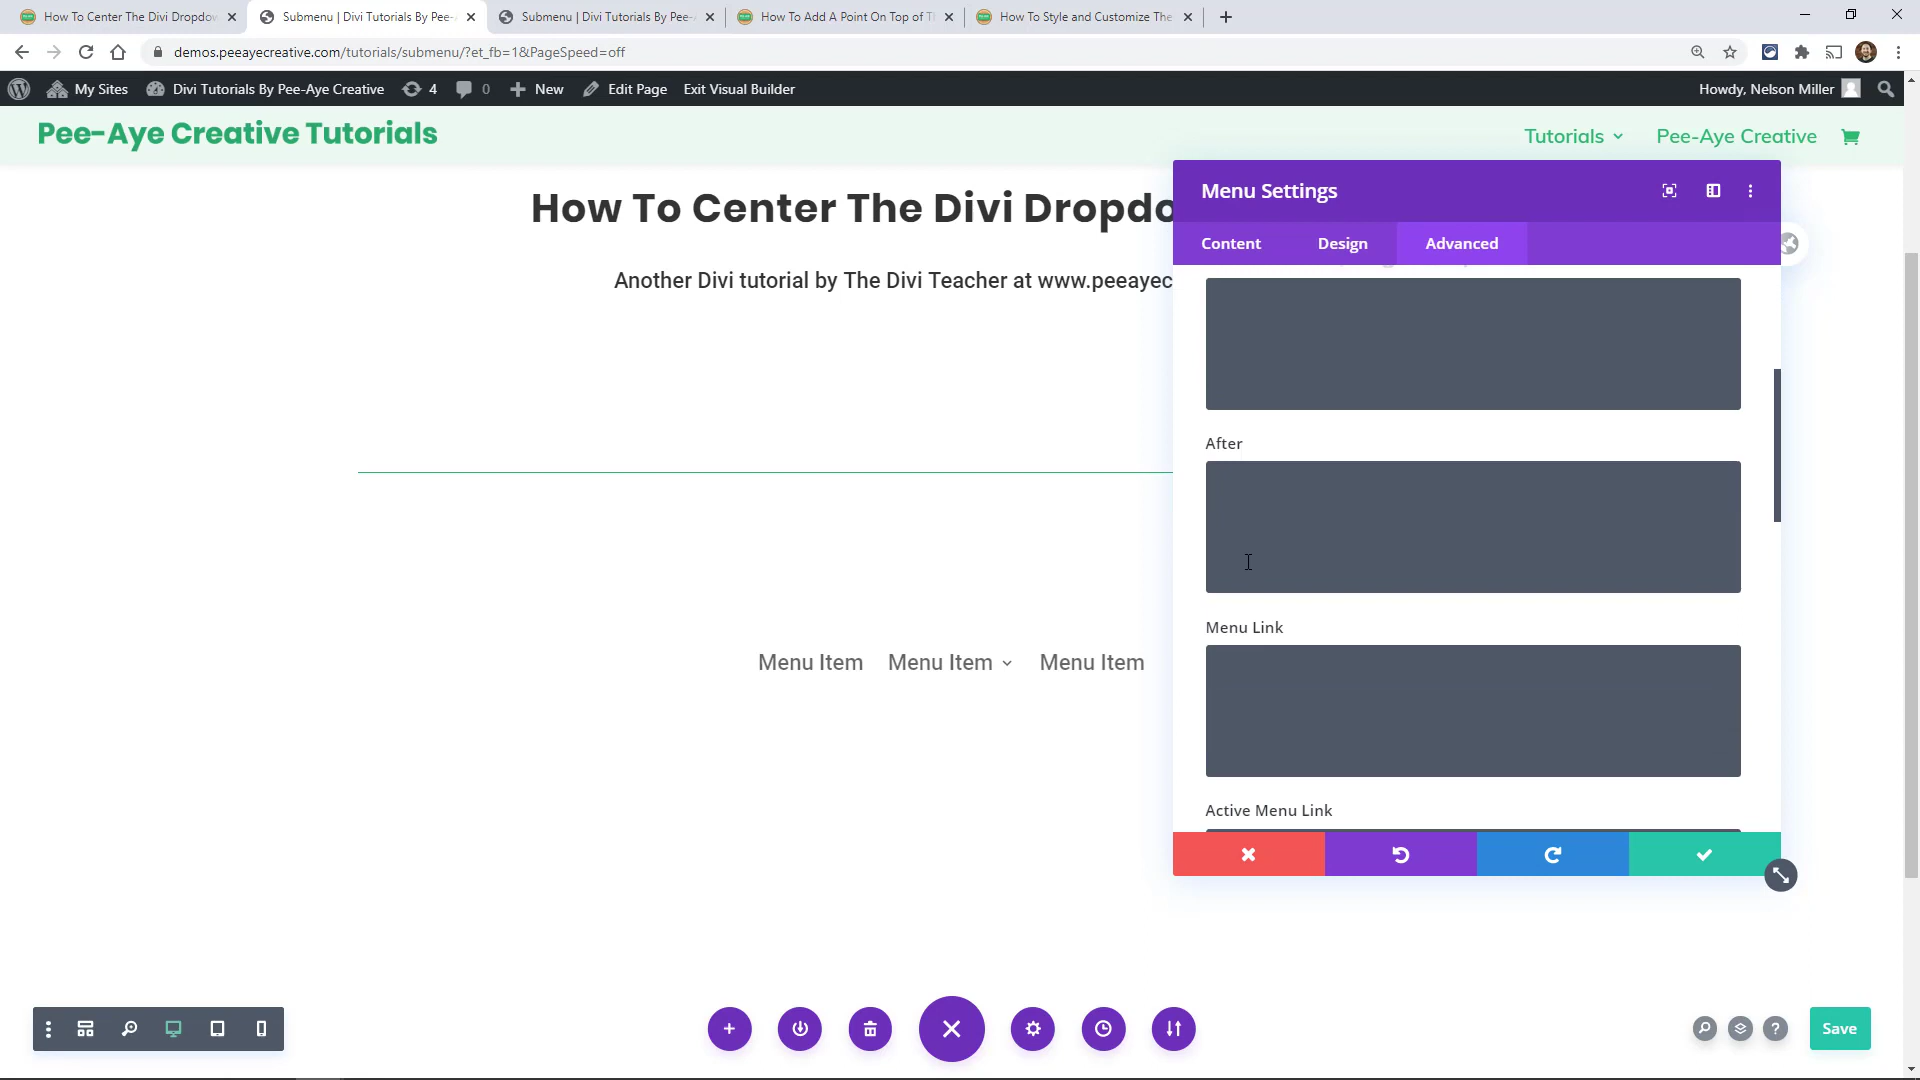 How To Center The Divi Dropdow
Submenu | Divi Tutorials By Pee-
Submenu | Divi Tutorials By Pee-
How To Add A Point On Top of T
How To Style and Customize The
demos.peeayecreative.com/tutorials/submenu/?et_fb=1&PageSpeed=off
My Sites
Divi Tutorials By Pee-Aye Creative
4
0
New
Edit Page
Exit Visual Builder
Howdy, Nelson Miller
Pee-Aye Creative Tutorials
Tutorials
Pee-Aye Creative
How To Center The Divi Dropdo
Another Divi tutorial by The Divi Teacher at www.peeayec
Menu Settings
Content
Design
Advanced
After
Menu Link
Active Menu Link
Menu Item
Menu Item
Menu Item
Save